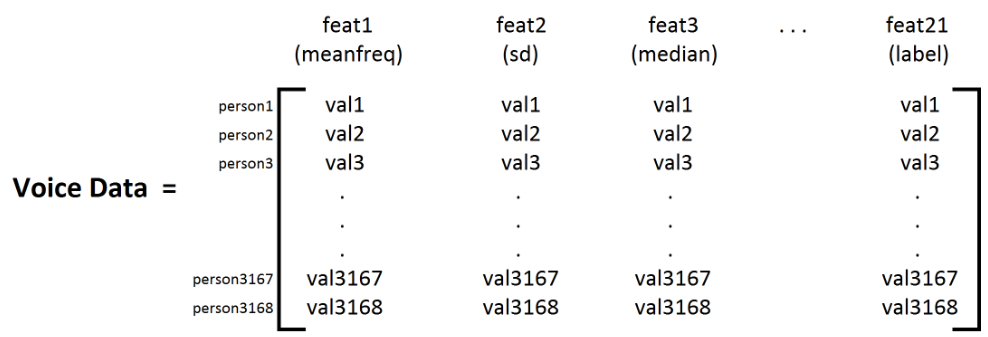 feat1 feat2 feat3 . . . feat21
(meanfreq) (sd) (median) (label)
person1 val1 val1 val1 val1
person2 val2 val2 val2 val2
person3 val3 val3 val3 val3
Voice Data =
. . . .
. . . .
. . . .
person3167 val3167 val3167 val3167 val3167
person3168 val3168 val3168 val3168 val3168